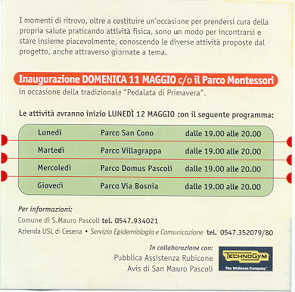 I momenti di ritrovo, oltre a costituire un'occasione per prendersi cura della
propria salute praticando attività fisica, sono un modo per incontrarsi e
stare insieme piacevolmente, conoscendo le diverse attività proposte dal
progetto, anche attraverso giornate a tema.
Inaugurazione DOMENICA 11 MAGGIO c/o il Parco Montessori
in occasione della tradizionale "Pedalata di Primavera".
Le attività avranno inizio LUNEDÌ 12 MAGGIO con il seguente programma:
Lunedì Parco San Cono dalle 19.00 alle 20.00
Martedì Parco Villagrappa dalle 19.00 alle 20.00
Mercoledì Parco Domus Pascoli dalle 19.00 alle 20.00
Giovedì Parco Via Bosnia dalle 19.00 alle 20.00
Per informazioni:
Comune di S.Mauro Pascoli tel. 0547.934021
Azienda USL di Cesena • Servizio Epidemiologia e Comunicazione tel. 0547.352079/80
In collaborazione con:
Pubblica Assistenza Rubicone
Avis di San Mauro Pascoli
TECHNOGYM
The Wellness Company